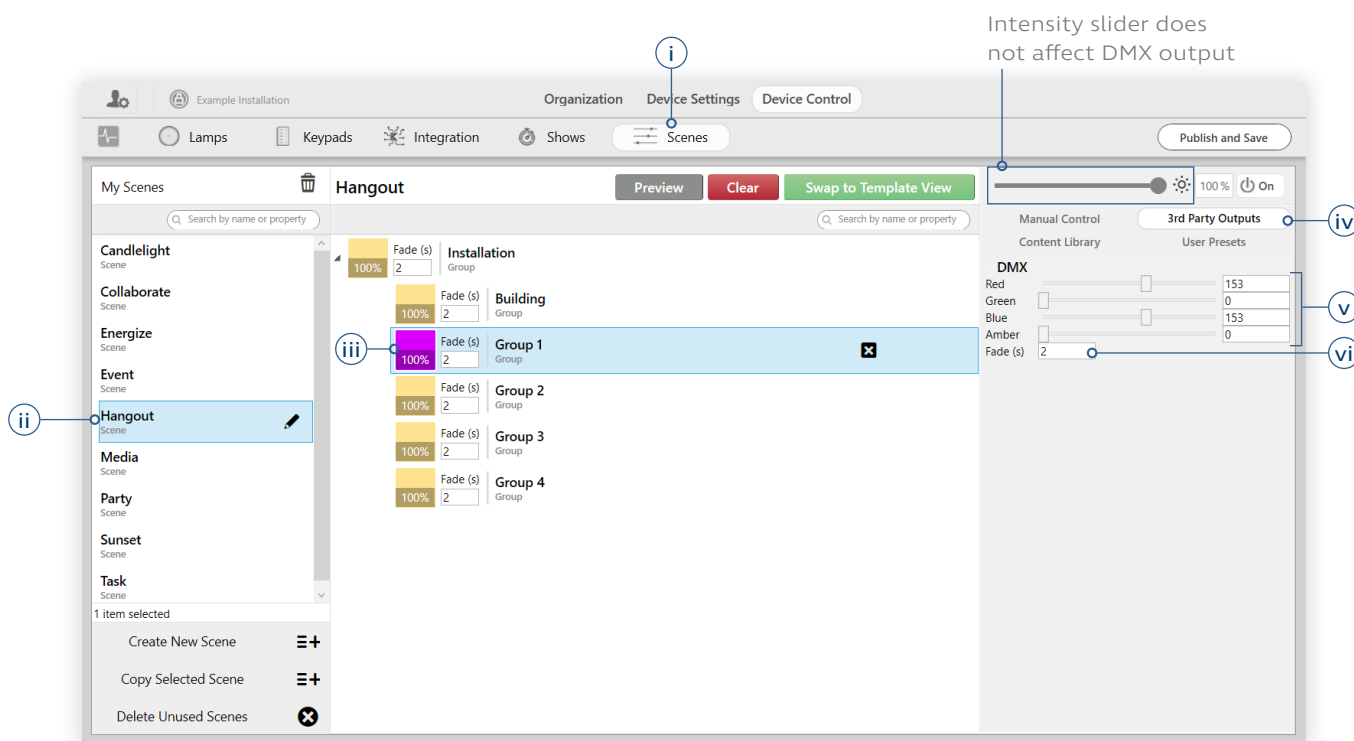 Intensity slider does
not affect DMX output
i
Example Installation
Organization Device Settings Device Control
Lamps Keypads Integration Shows Scenes Publish and Save
My Scenes
Hangout Preview Clear Swap to Template View
100 % On
Search by name or property
Search by name or property
Manual Control 3rd Party Outputs
iv
Content Library User Presets
Candlelight
Scene
Collaborate
Scene
Energize
Scene
Event
Scene
ii
Hangout
Scene
Media
Scene
Party
Scene
Sunset
Scene
Task
Scene
1 item selected
Create New Scene
Copy Selected Scene
Delete Unused Scenes
Fade (s) Installation
100% 2 Group
Fade (s) Building
100% 2 Group
iii
Fade (s) Group 1
100% 2 Group
Fade (s) Group 2
100% 2 Group
Fade (s) Group 3
100% 2 Group
Fade (s) Group 4
100% 2 Group
DMX
Red 153
Green 0
Blue 153
Amber 0
v
Fade (s) 2
vi